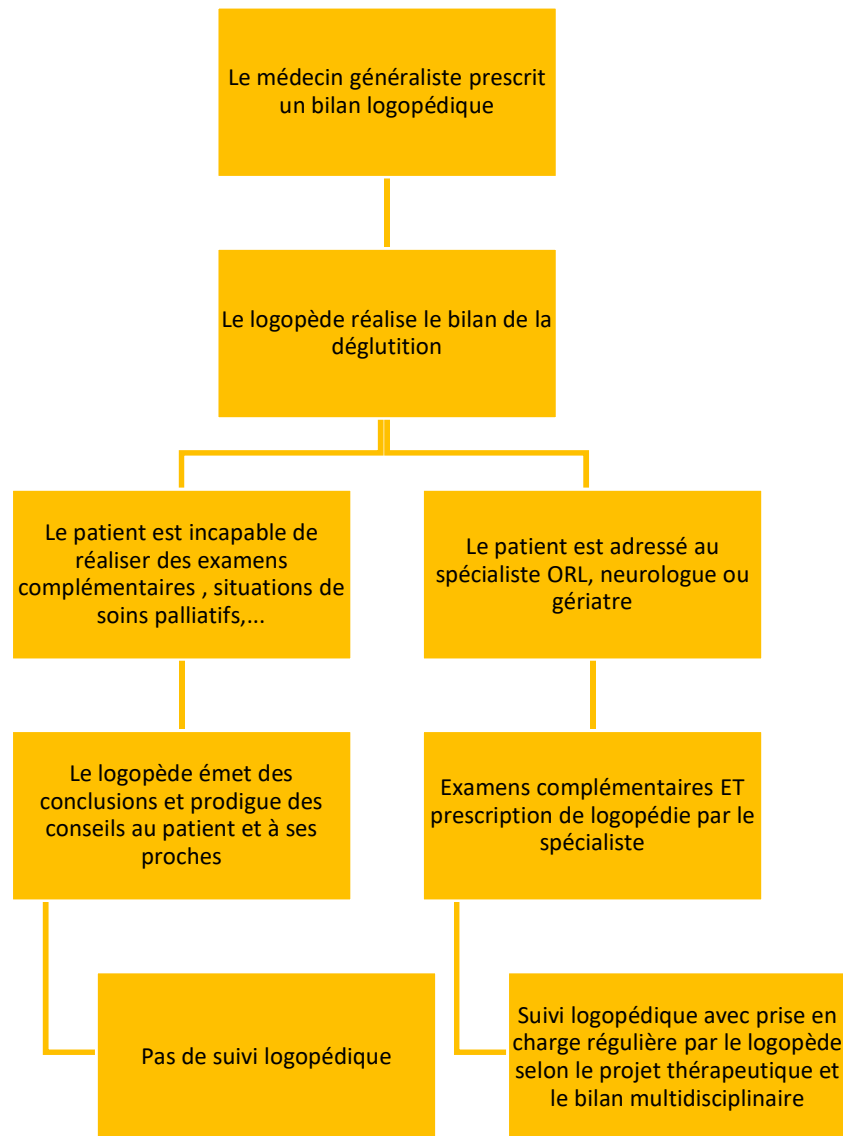 Le médecin généraliste prescrit
un bilan logopédique
Le logopède réalise le bilan de la
déglutition
Le patient est incapable de
réaliser des examens
complémentaires , situations de
soins palliatifs,...
Le patient est adressé au
spécialiste ORL, neurologue ou
gériatre
Le logopède émet des
conclusions et prodigue des
conseils au patient et à ses
proches
Examens complémentaires ET
prescription de logopédie par le
spécialiste
Pas de suivi logopédique
Suivi logopédique avec prise en
charge régulière par le logopède
selon le projet thérapeutique et
le bilan multidisciplinaire